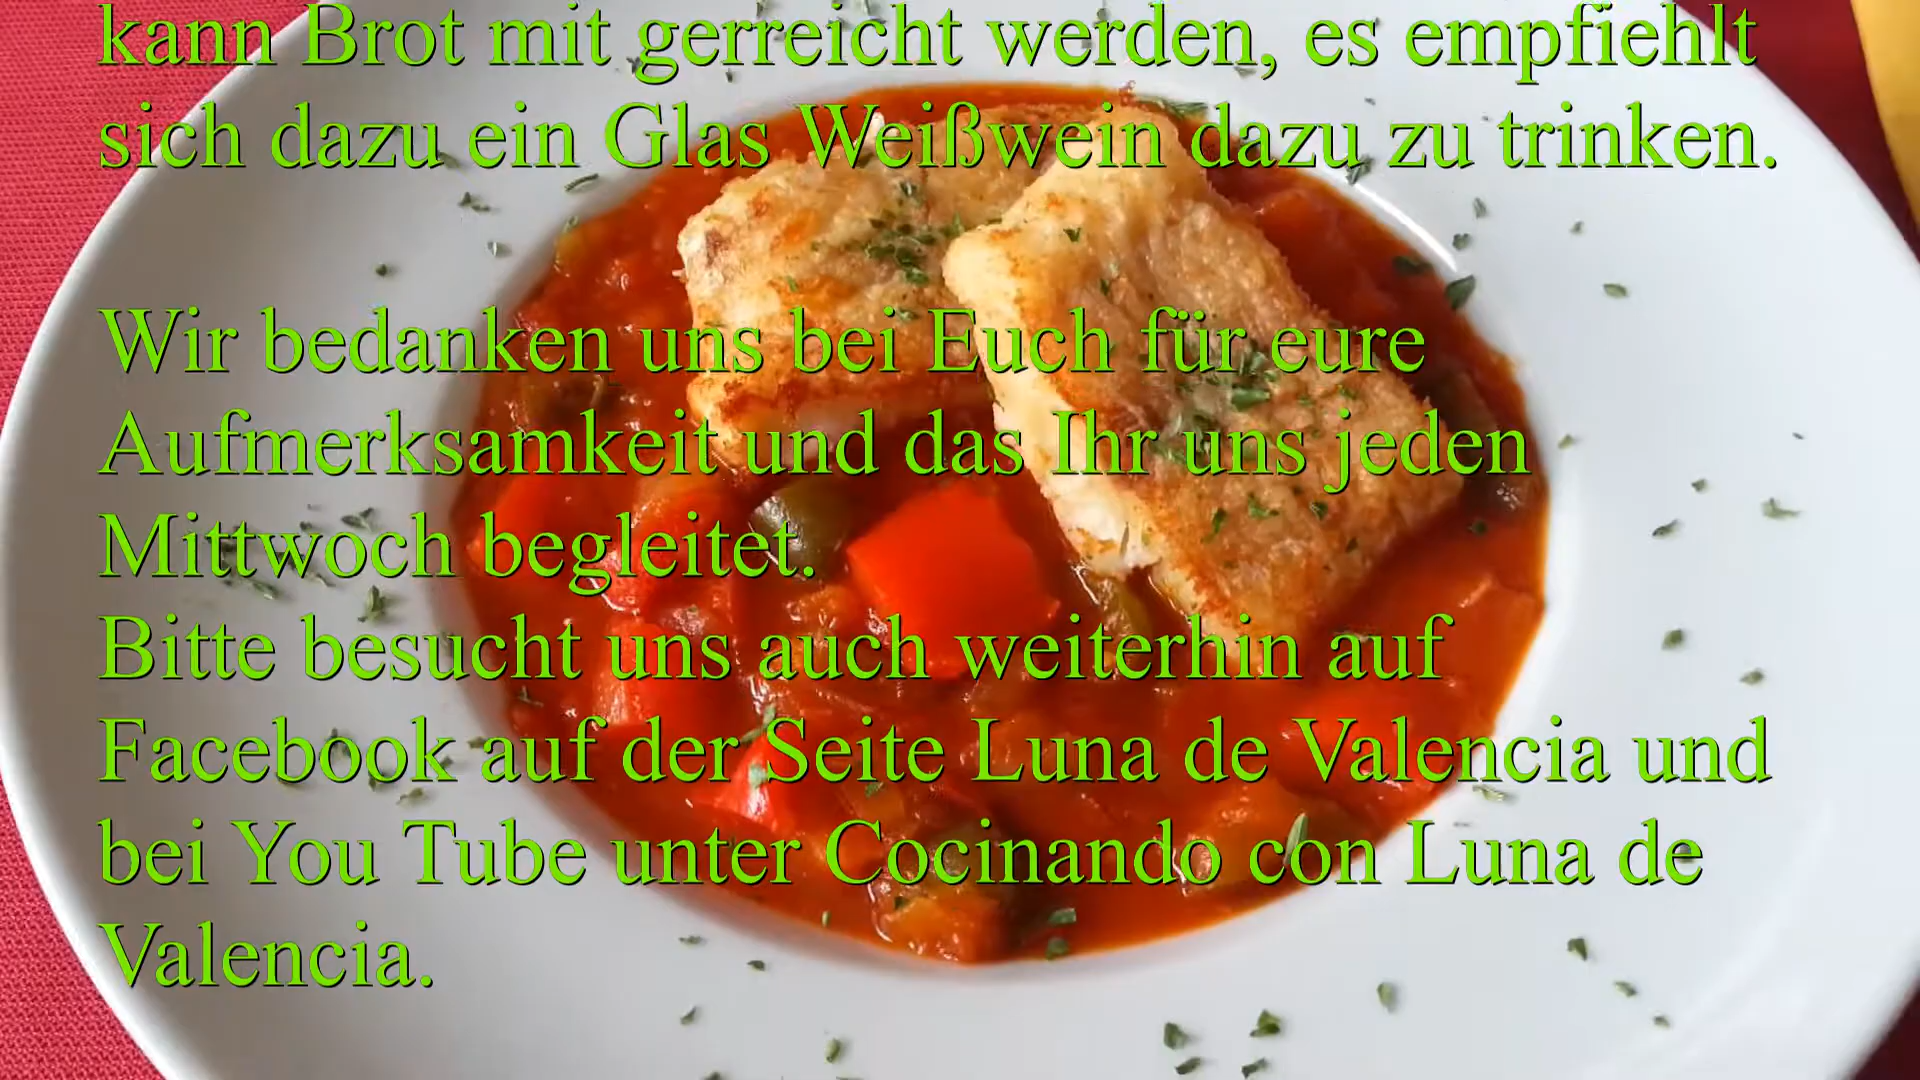 kann Brot mit gerreicht werden, es empfiehlt
sich dazu ein Glas Weißwein dazu zu trinken.
Wir bedanken uns bei Euch für eure
Aufmerksamkeit und das Ihr uns jeden
Mittwoch begleitet.
Bitte besucht uns auch weiterhin auf
Facebook auf der Seite Luna de Valencia und
bei You Tube unter Cocinando con Luna de
Valencia.